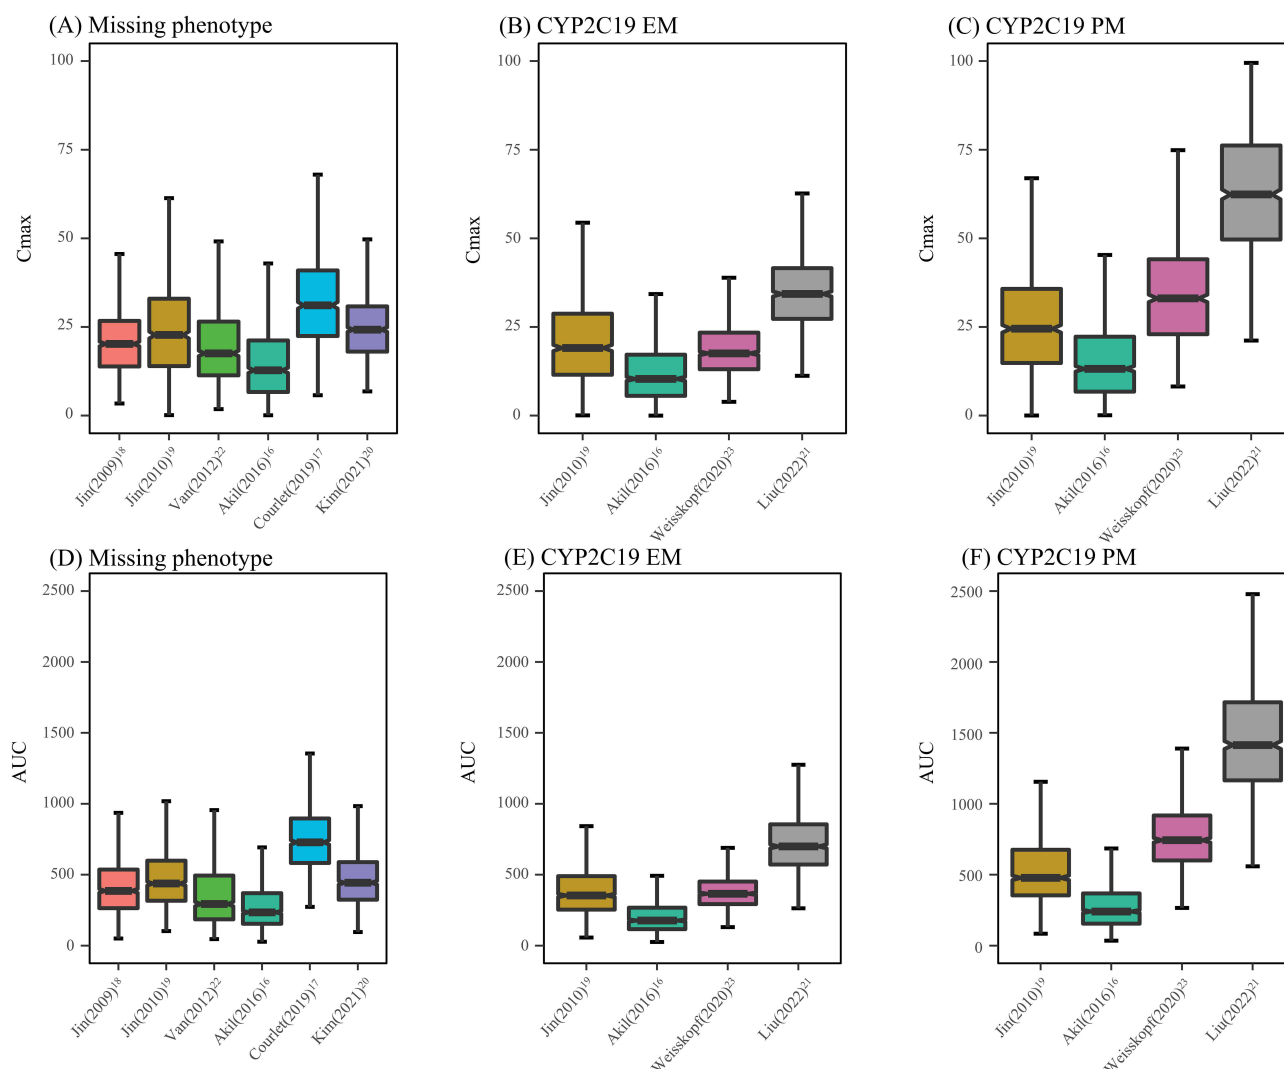 (A) Missing phenotype
(B) CYP2C19 EM
(C) CYP2C19 PM
100
75
50
25
0
Cmax
Jin(2009)¹⁸
Jin(2010)¹⁹
Van(2012)²²
Akil(2016)¹⁶
Courlet(2019)¹⁷
Kim(2021)²⁰
100
75
50
25
0
Cmax
Jin(2010)¹⁹
Akil(2016)¹⁶
Weisskopf(2020)²³
Liu(2022)²¹
100
75
50
25
0
Cmax
Jin(2010)¹⁹
Akil(2016)¹⁶
Weisskopf(2020)²³
Liu(2022)²¹
(D) Missing phenotype
(E) CYP2C19 EM
(F) CYP2C19 PM
2500
2000
1500
1000
500
0
AUC
Jin(2009)¹⁸
Jin(2010)¹⁹
Van(2012)²²
Akil(2016)¹⁶
Courlet(2019)¹⁷
Kim(2021)²⁰
2500
2000
1500
1000
500
0
AUC
Jin(2010)¹⁹
Akil(2016)¹⁶
Weisskopf(2020)²³
Liu(2022)²¹
2500
2000
1500
1000
500
0
AUC
Jin(2010)¹⁹
Akil(2016)¹⁶
Weisskopf(2020)²³
Liu(2022)²¹